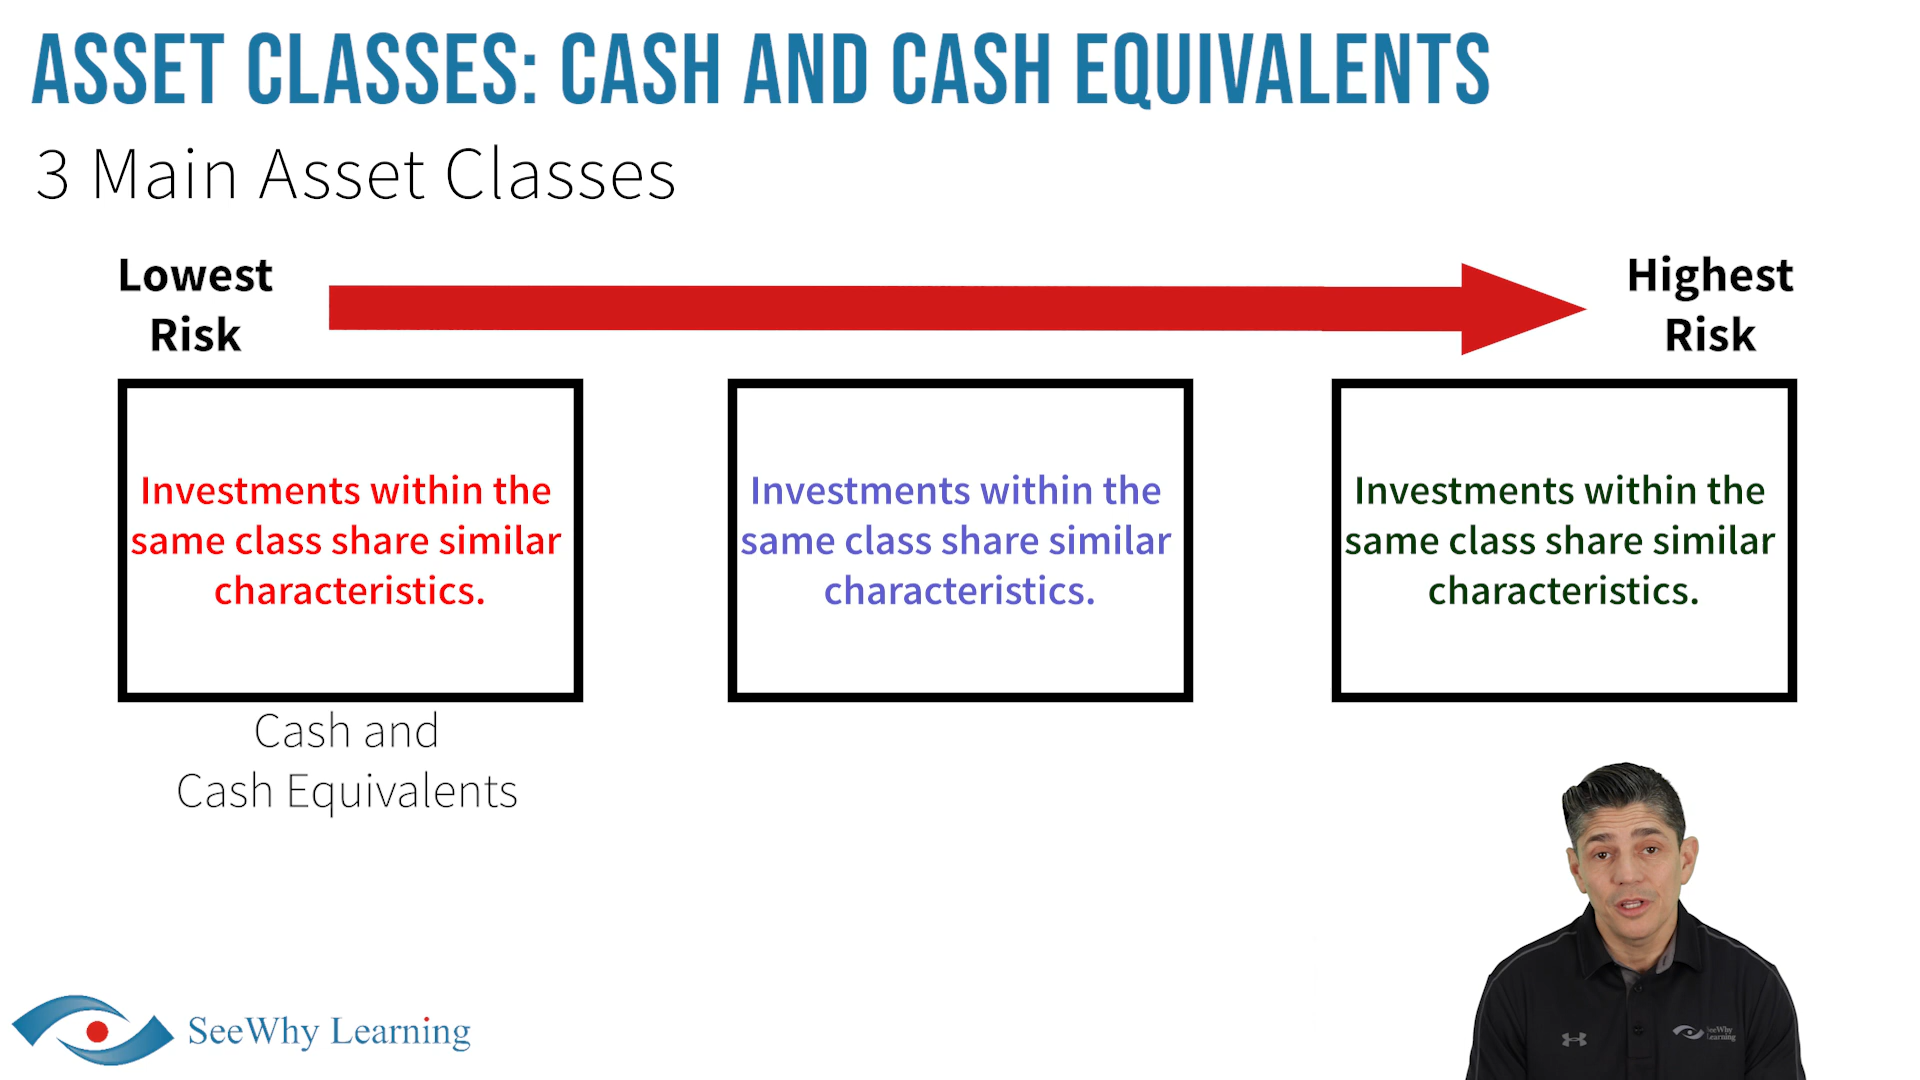 ASSET CLASSES: CASH AND CASH EQUIVALENTS
3 Main Asset Classes
Lowest
Risk
Highest
Risk
Investments within the
same class share similar
characteristics.
Investments within the
same class share similar
characteristics.
Investments within the
same class share similar
characteristics.
Cash and
Cash Equivalents
SeeWhy Learning
SeeWhy
Learning